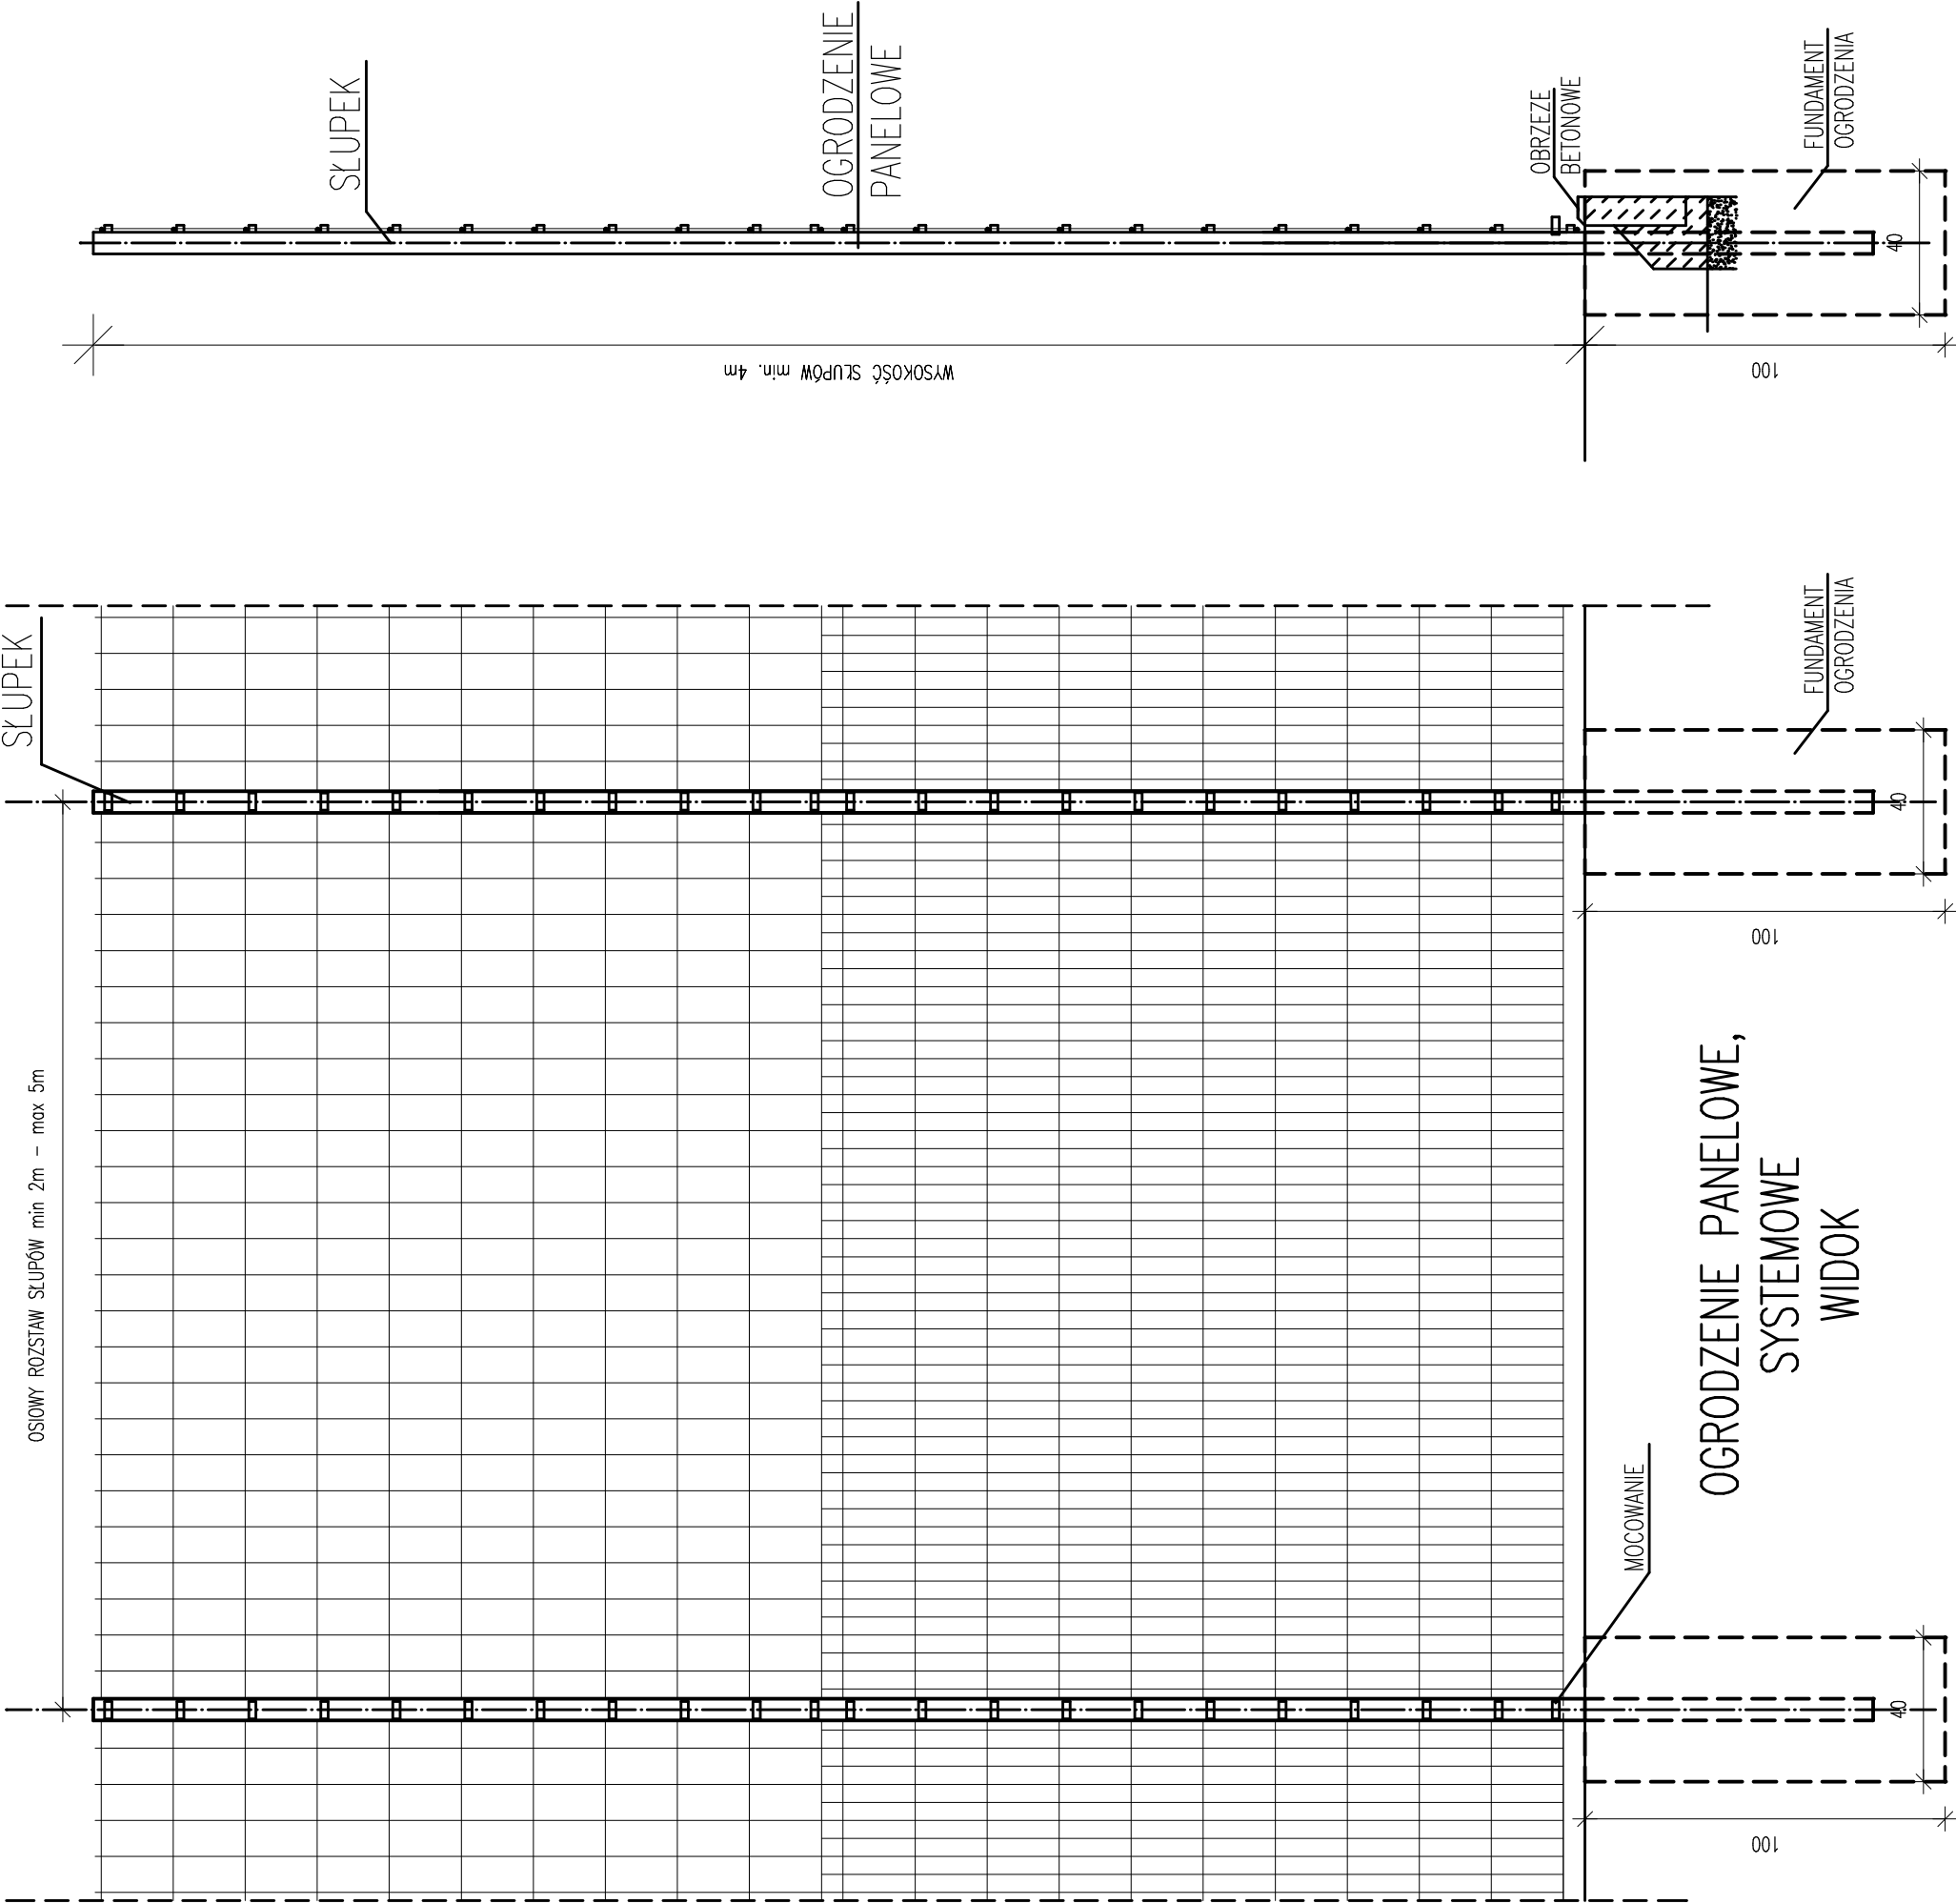 SŁUPEK
OSIOWY ROZSTAW SŁUPÓW min 2m - max 5m
MOCOWANIE
40
100
OGRODZENIE PANELOWE,
SYSTEMOWE
WIDOK
FUNDAMENT
OGRODZENIA
40
100
SŁUPEK
OGRODZENIE
PANELOWE
WYSOKOŚĆ SŁUPÓW min. 4m
OBRZEZE
BETONOWE
FUNDAMENT
OGRODZENIA
40
100